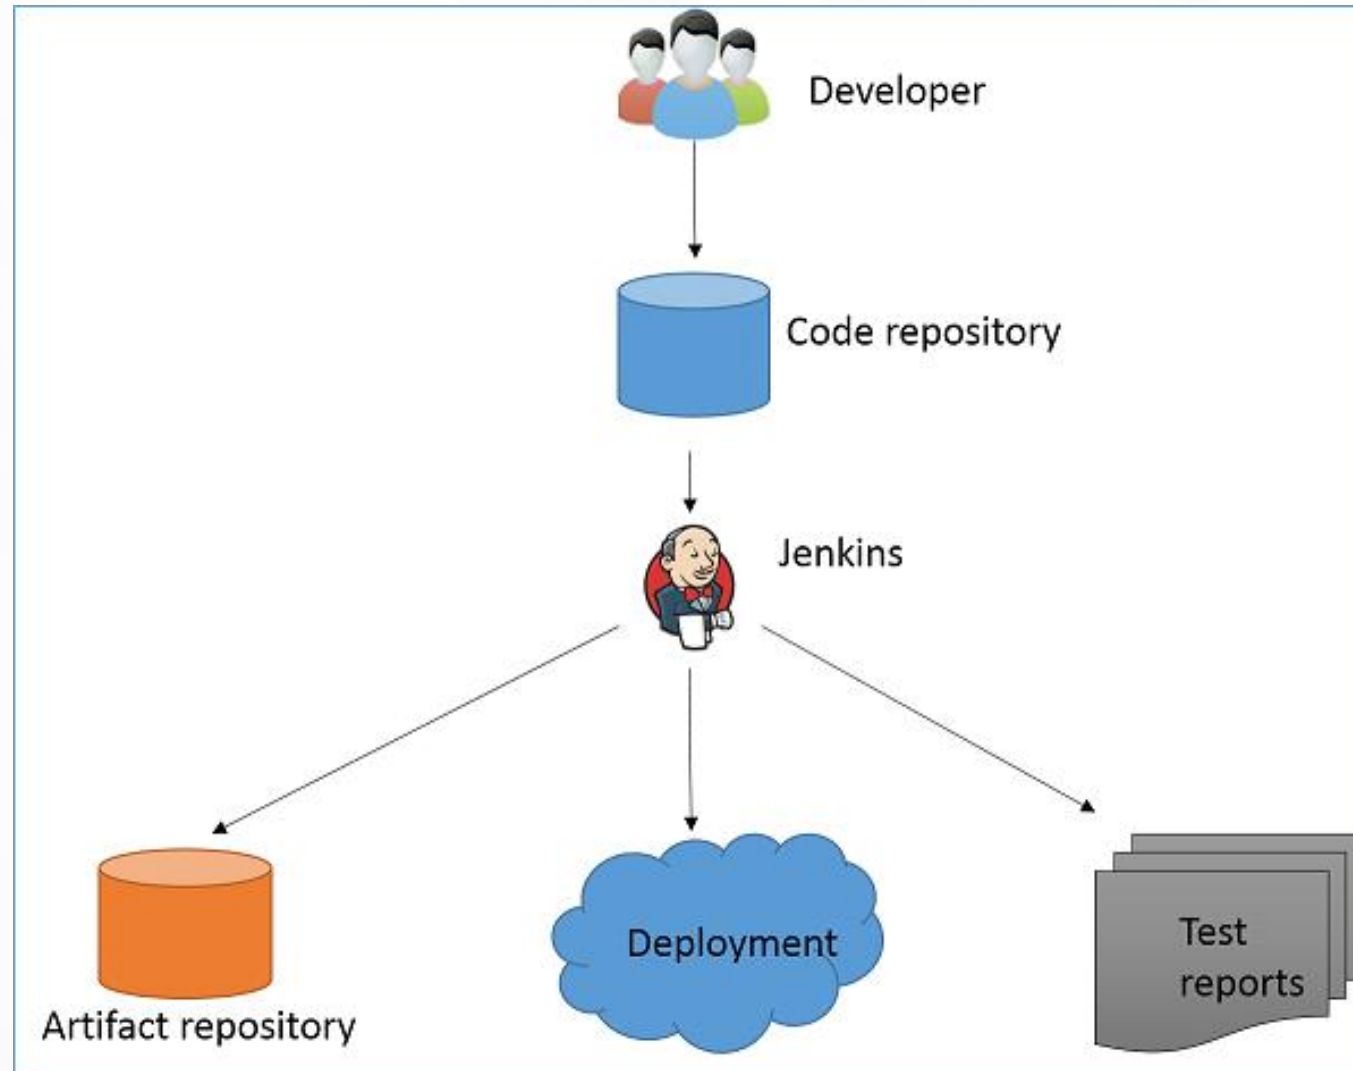 Developer
Code repository
Jenkins
Deployment
Test
reports
Artifact repository